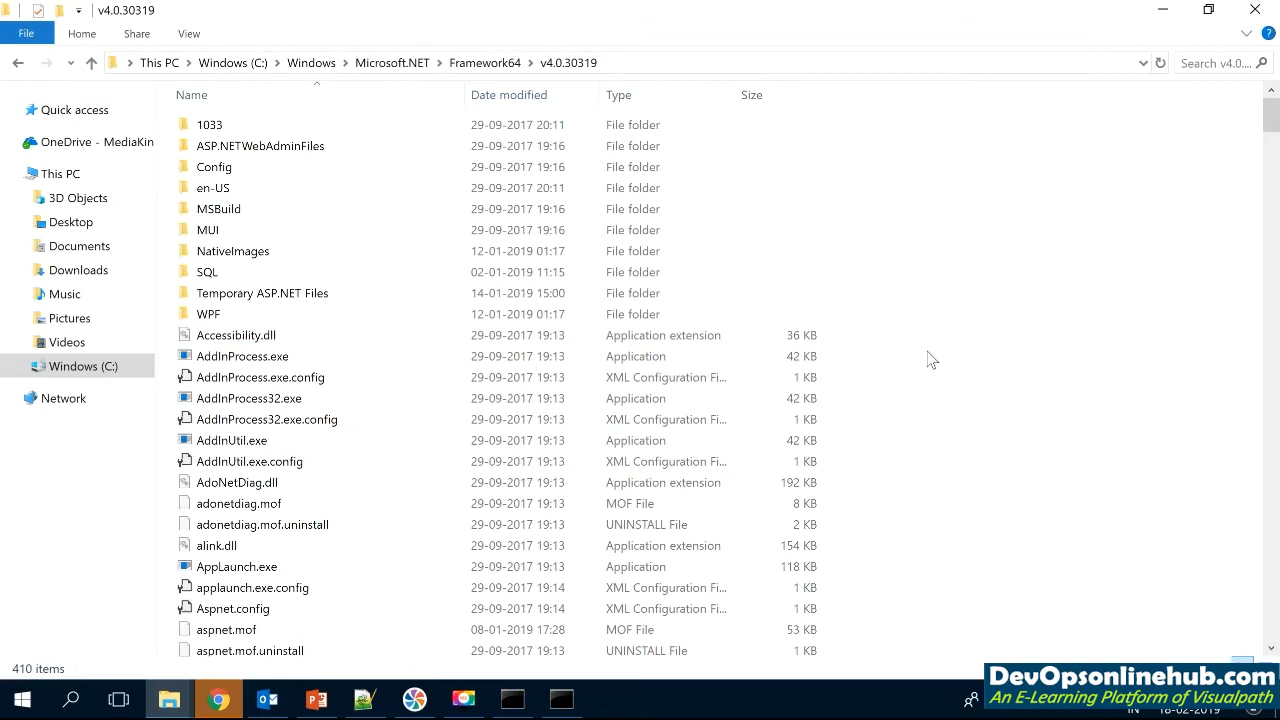 v4.0.30319
File Home Share View
This PC Windows (C:) Windows Microsoft.NET Framework64 v4.0.30319 Search v4.0....
Name Date modified Type Size
Quick access
OneDrive - MediaKin
This PC
3D Objects
Desktop
Documents
Downloads
Music
Pictures
Videos
Windows (C:)
Network
1033 29-09-2017 20:11 File folder
ASP.NETWebAdminFiles 29-09-2017 19:16 File folder
Config 29-09-2017 19:16 File folder
en-US 29-09-2017 20:11 File folder
MSBuild 29-09-2017 19:16 File folder
MUI 29-09-2017 19:16 File folder
NativeImages 12-01-2019 01:17 File folder
SQL 02-01-2019 11:15 File folder
Temporary ASP.NET Files 14-01-2019 15:00 File folder
WPF 12-01-2019 01:17 File folder
Accessibility.dll 29-09-2017 19:13 Application extension 36 KB
AddInProcess.exe 29-09-2017 19:13 Application 42 KB
AddInProcess.exe.config 29-09-2017 19:13 XML Configuration Fi... 1 KB
AddInProcess32.exe 29-09-2017 19:13 Application 42 KB
AddInProcess32.exe.config 29-09-2017 19:13 XML Configuration Fi... 1 KB
AddInUtil.exe 29-09-2017 19:13 Application 42 KB
AddInUtil.exe.config 29-09-2017 19:13 XML Configuration Fi... 1 KB
AdoNetDiag.dll 29-09-2017 19:13 Application extension 192 KB
adonetdiag.mof 29-09-2017 19:13 MOF File 8 KB
adonetdiag.mof.uninstall 29-09-2017 19:13 UNINSTALL File 2 KB
alink.dll 29-09-2017 19:13 Application extension 154 KB
AppLaunch.exe 29-09-2017 19:13 Application 118 KB
applaunch.exe.config 29-09-2017 19:14 XML Configuration Fi... 1 KB
Aspnet.config 29-09-2017 19:14 XML Configuration Fi... 1 KB
aspnet.mof 08-01-2019 17:28 MOF File 53 KB
aspnet.mof.uninstall 29-09-2017 19:13 UNINSTALL File 1 KB
410 items
DevOpsonlinehub.com
An E-Learning Platform of Visualpath
IN 18-02-2019